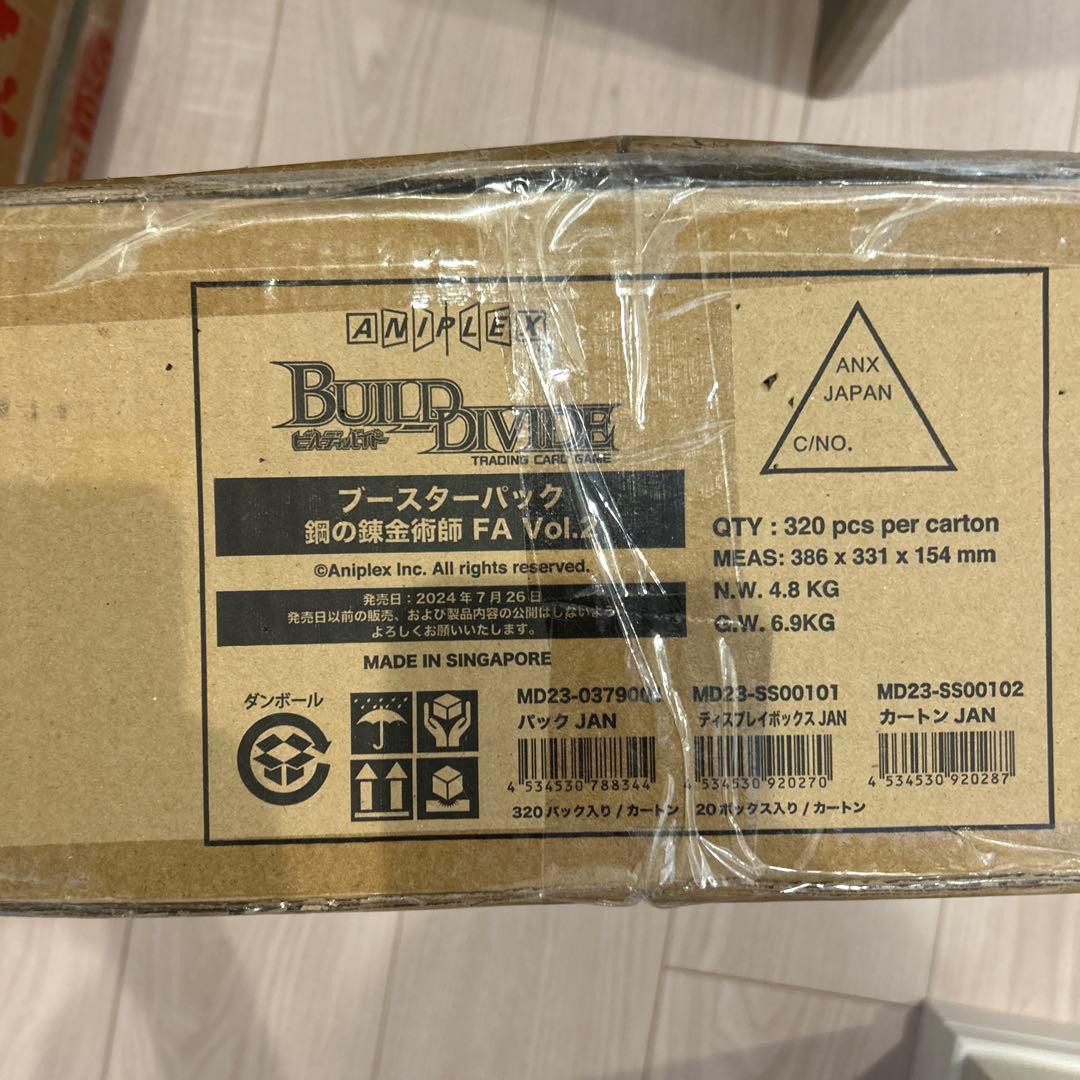 ANIPLEX
BUILD DIVIDE
ビルディバイド
TRADING CARD GAME
ブースターパック
鋼の錬金術師 FA Vol.2
©Aniplex Inc. All rights reserved.
発売日:2024年7月26日
発売日以前の販売、および製品内容の公開はしないよう
よろしくお願いいたします。
MADE IN SINGAPORE
ANX
JAPAN
C/NO.
QTY : 320 pcs per carton
MEAS: 386 x 331 x 154 mm
N.W. 4.8 KG
G.W. 6.9KG
ダンボール
MD23-SS00101
MD23-SS00102
パック JAN
ディスプレイボックス JAN
カートン JAN
4 534530 788344
4 534530 920270
4 534530 920287
320パック入り / カートン
20ボックス入り / カートン